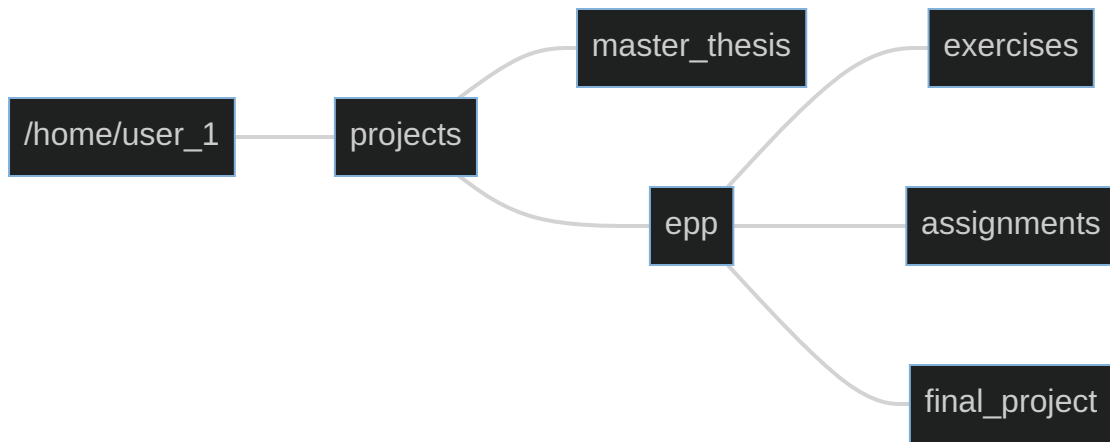 master_thesis
exercises
/home/user_1
projects
epp
assignments
final_project